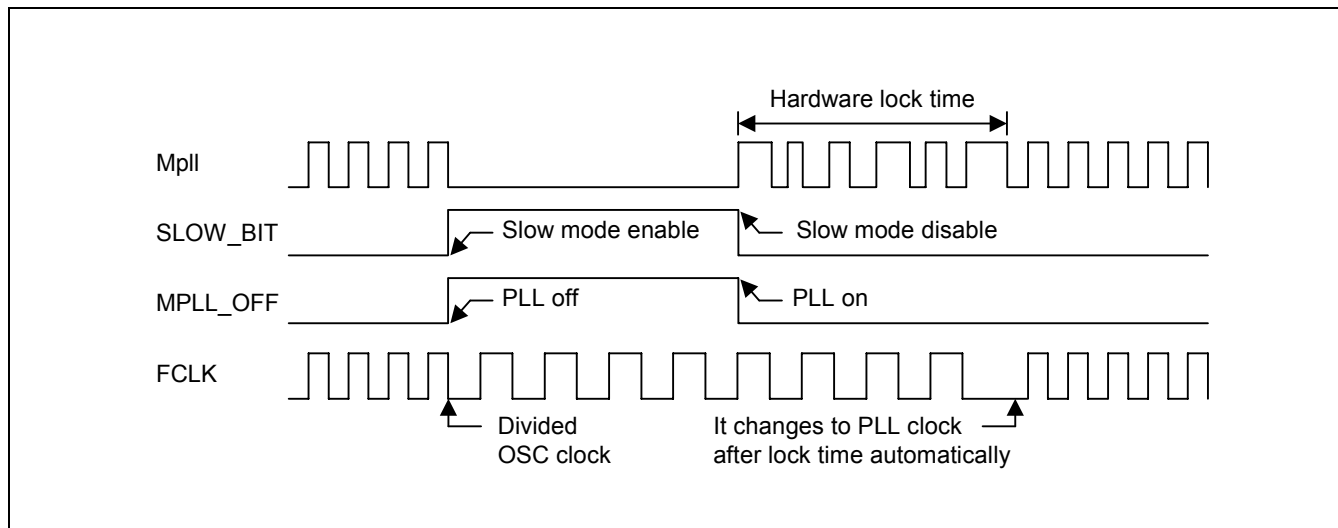 Hardware lock time
Mpll
SLOW_BIT
Slow mode enable
Slow mode disable
MPLL_OFF
PLL off
PLL on
FCLK
Divided
OSC clock
It changes to PLL clock
after lock time automatically